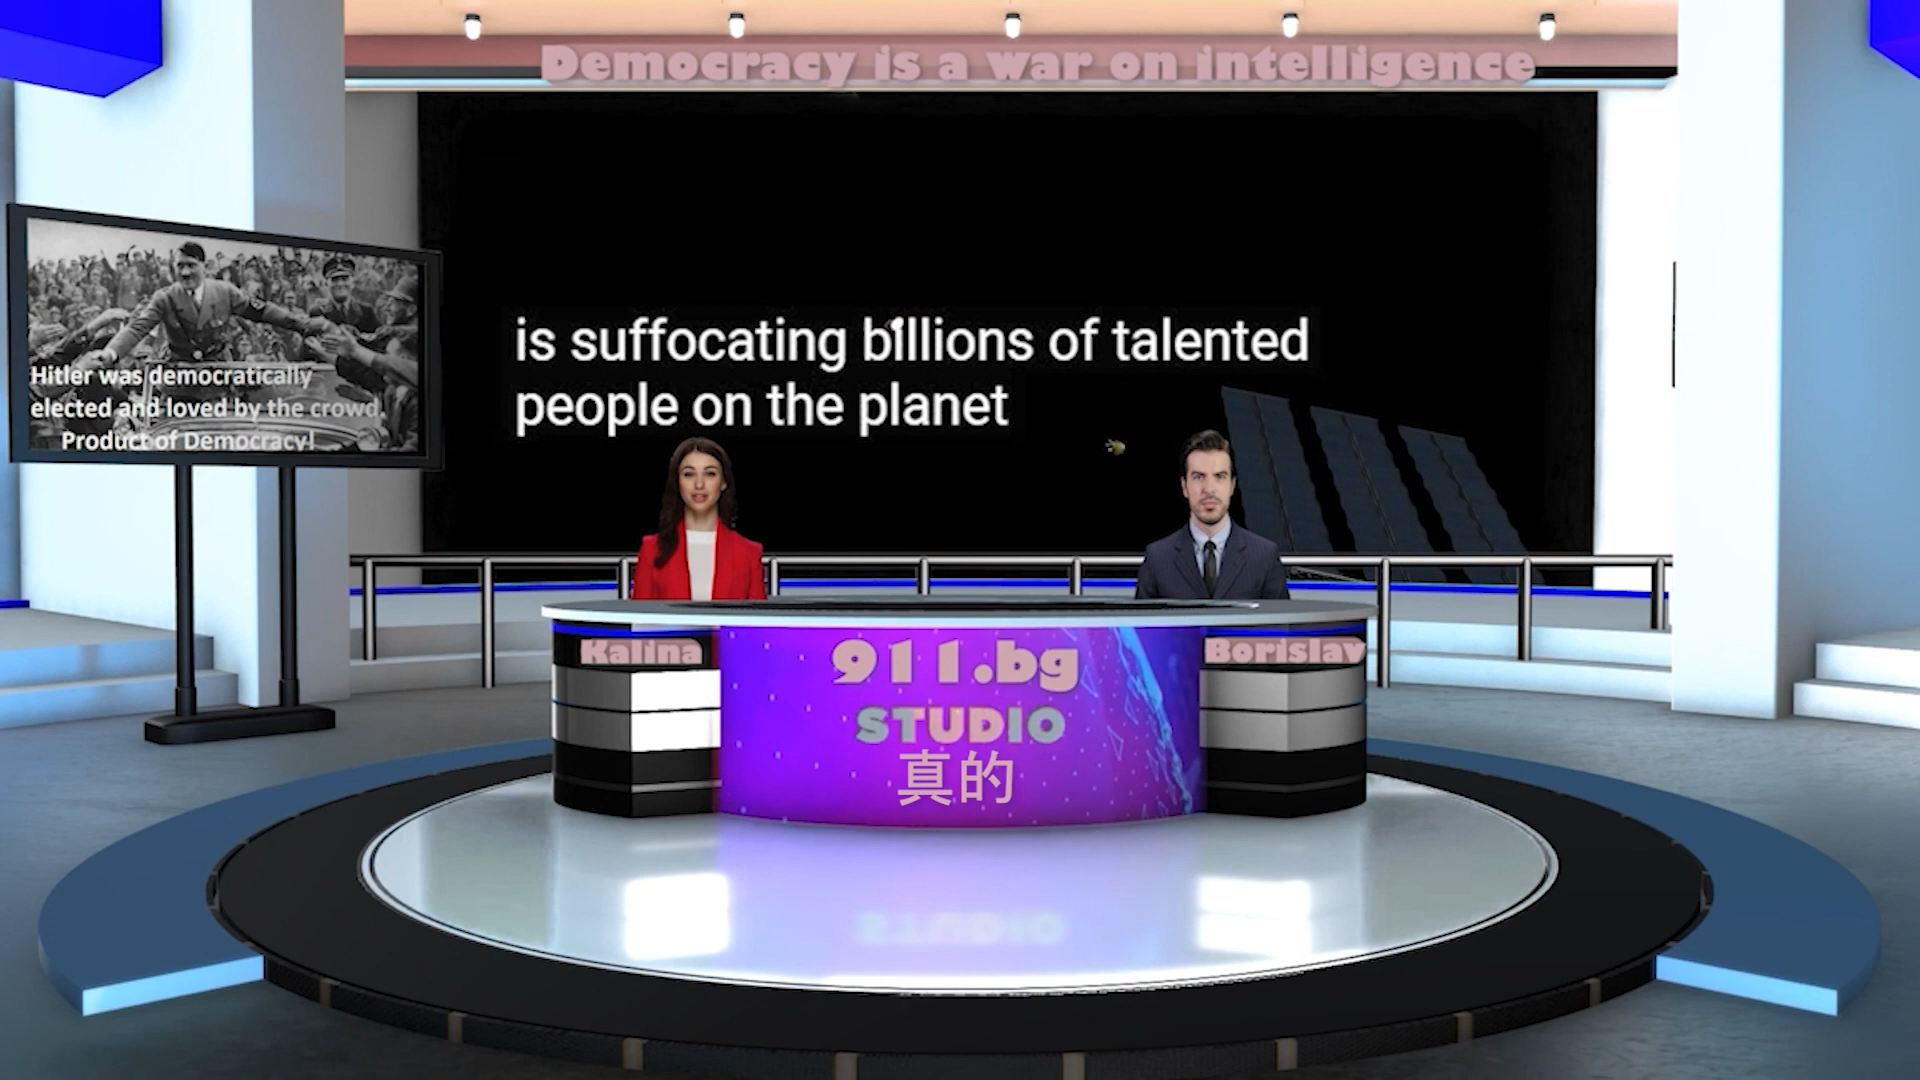 Democracy is a war on intelligence
Hitler was democratically
elected and loved by the crowd.
Product of Democracy!
is suffocating billions of talented
people on the planet
Kalina
911.bg
Borislav
STUDIO
真的